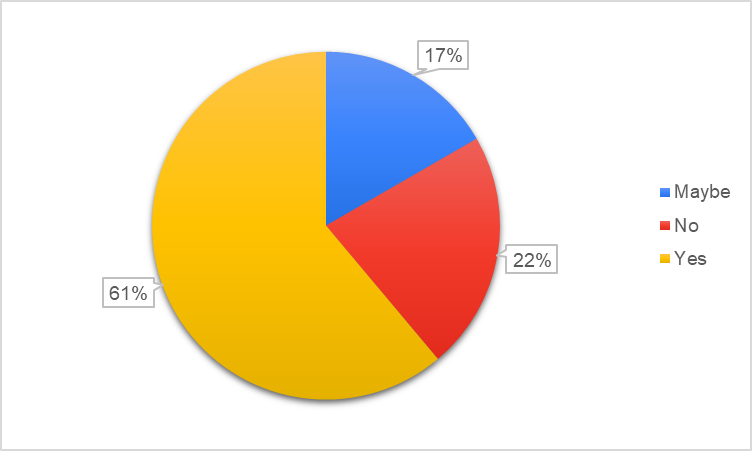 17%
Maybe
No
22%
Yes
61%